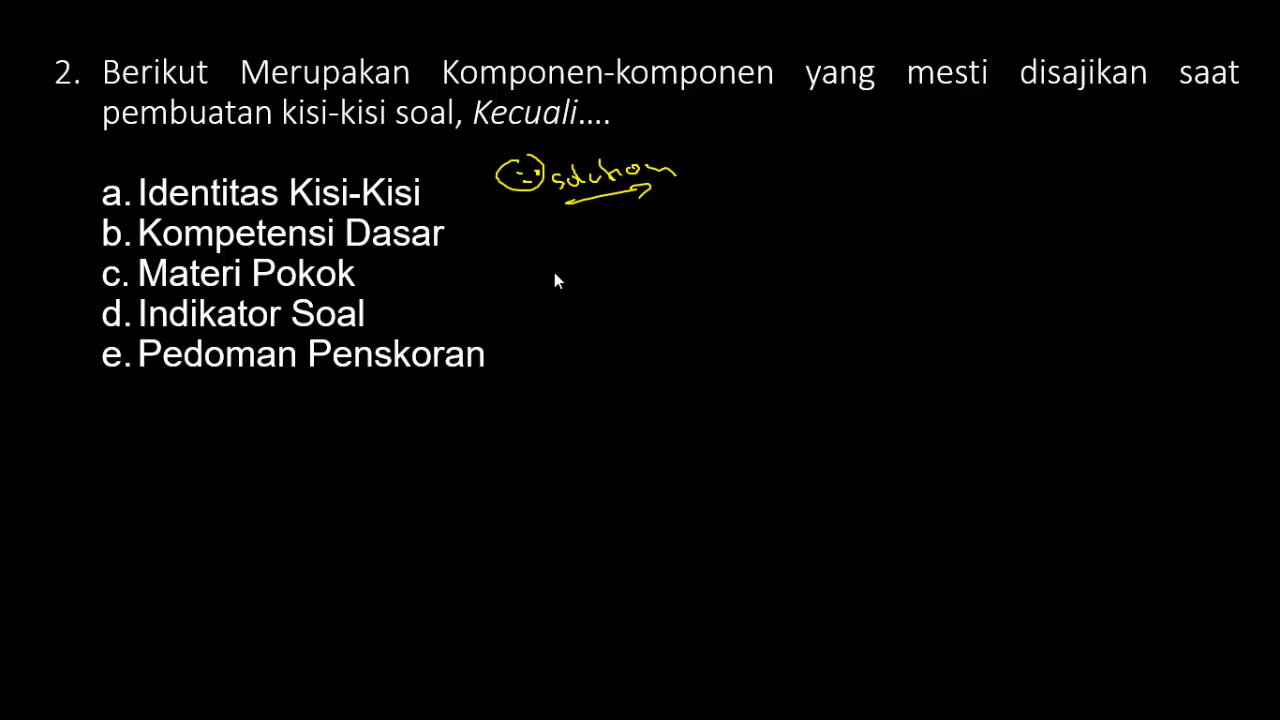 2. Berikut Merupakan Komponen-komponen yang mesti disajikan saat
pembuatan kisi-kisi soal, Kecuali....
solution
a. Identitas Kisi-Kisi
b. Kompetensi Dasar
c. Materi Pokok
d. Indikator Soal
e. Pedoman Penskoran